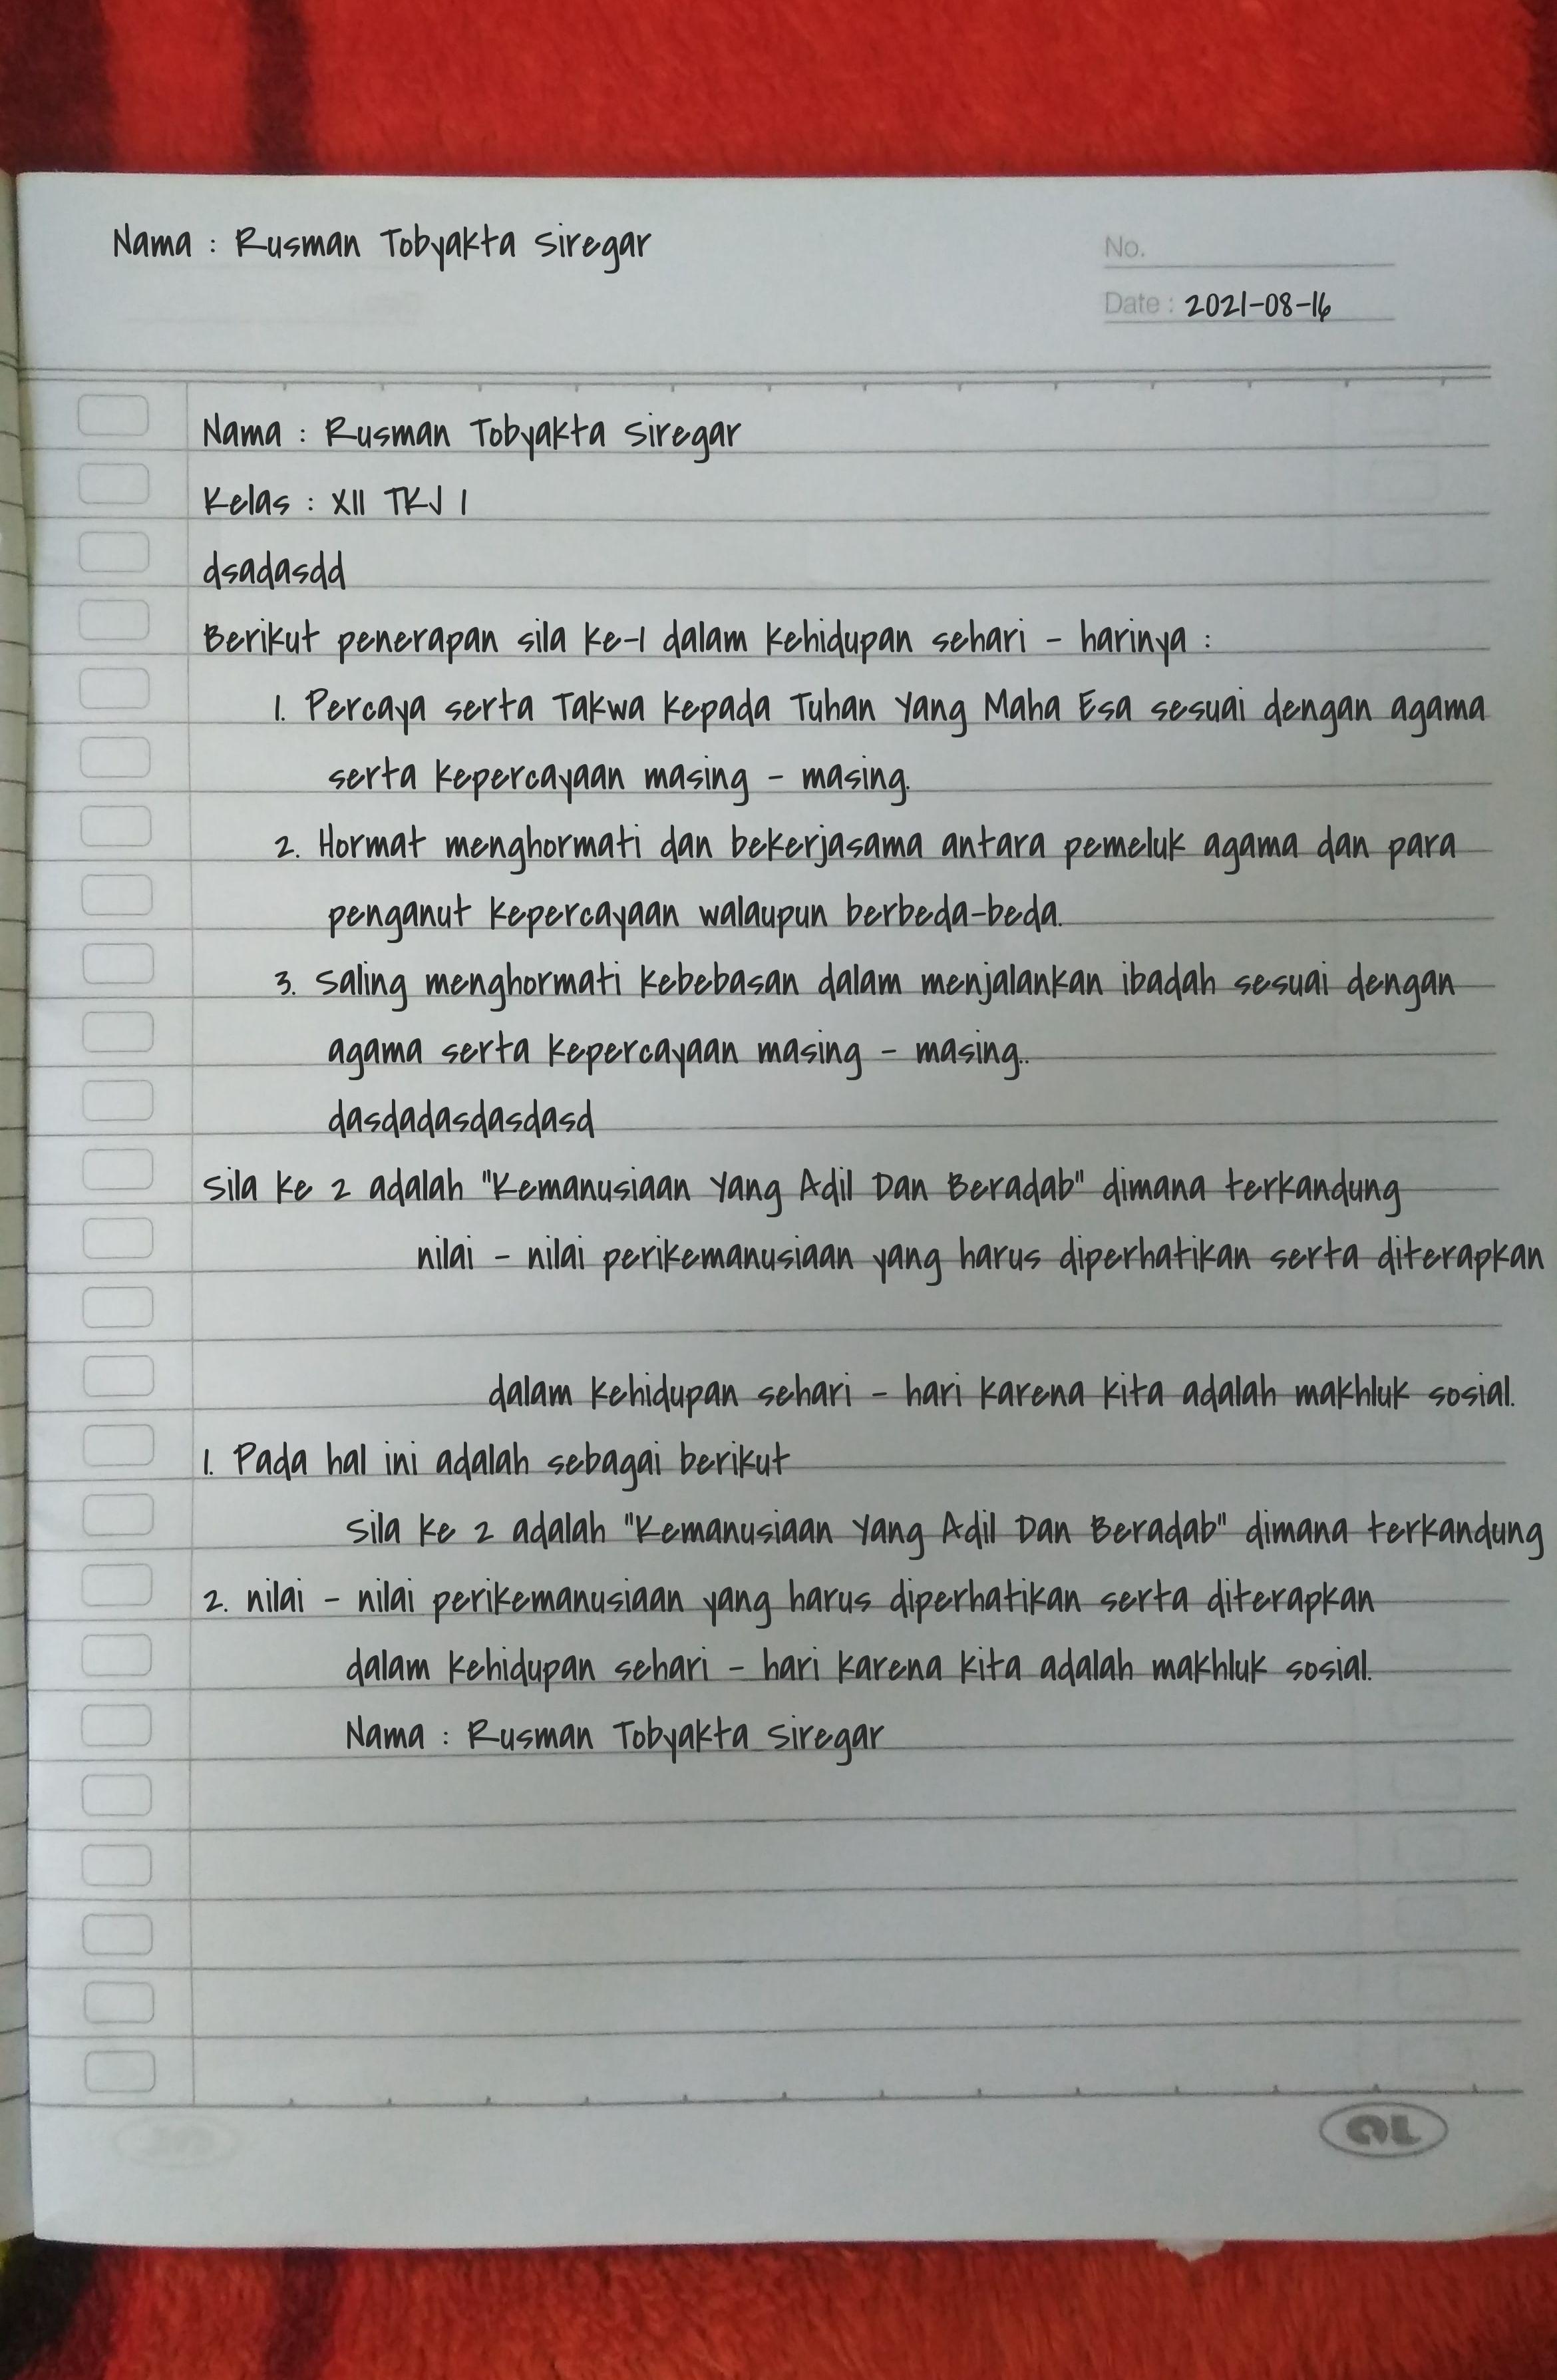 Nama : Rusman Tobyakta Siregar
No.
Date : 2021-08-16
Nama : Rusman Tobyakta Siregar
Kelas : XII TKJ 1
dsadasdd
Berikut penerapan sila ke-1 dalam kehidupan sehari - harinya :
1. Percaya serta Takwa kepada Tuhan Yang Maha Esa sesuai dengan agama
serta kepercayaan masing - masing.
2. Hormat menghormati dan bekerjasama antara pemeluk agama dan para
penganut kepercayaan walaupun berbeda-beda.
3. Saling menghormati kebebasan dalam menjalankan ibadah sesuai dengan
agama serta kepercayaan masing - masing..
dasdadasdasdasd
Sila ke 2 adalah "Kemanusiaan Yang Adil Dan Beradab" dimana terkandung
nilai - nilai perikemanusiaan yang harus diperhatikan serta diterapkan
dalam kehidupan sehari - hari karena kita adalah makhluk sosial.
1. Pada hal ini adalah sebagai berikut
Sila ke 2 adalah "Kemanusiaan Yang Adil Dan Beradab" dimana terkandung
2. nilai - nilai perikemanusiaan yang harus diperhatikan serta diterapkan
dalam kehidupan sehari - hari karena kita adalah makhluk sosial.
Nama : Rusman Tobyakta Siregar